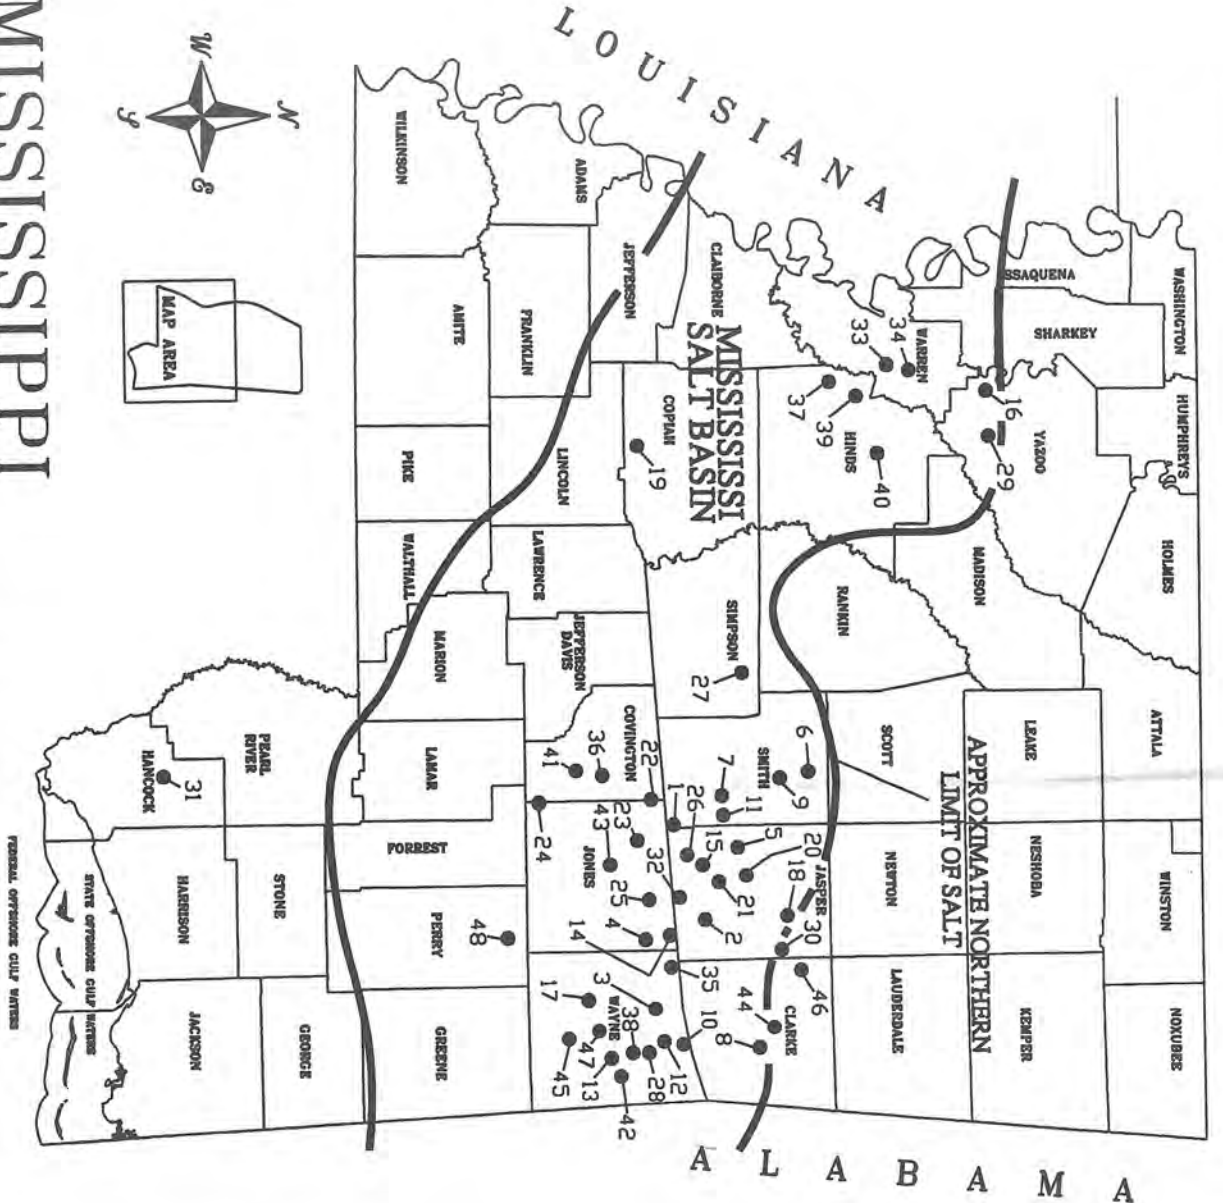 MISSISSIPPI
N
W
E
S
MAP AREA
LOUISIANA
ALABAMA
MISSISSIPPI
SALT BASIN
APPROXIMATE NORTHERN
LIMIT OF SALT
WASHINGTON
HUMPHREYS
HOLMES
ATTALA
WINSTON
NOXUBEE
SSAQUENA
SHARKEY
YAZOO
MADISON
LEAKE
NESHOBA
KEMPER
WARREN
HINDS
RANKIN
SCOTT
NEWTON
LAUDERDALE
CLAIBORNE
COPIAH
SIMPSON
SMITH
JASPER
CLARKE
JEFFERSON
ADAMS
FRANKLIN
LINCOLN
LAWRENCE
JEFFERSON
DAVIS
COVINGTON
JONES
WAYNE
WILKINSON
AMITE
PIKE
WALTHALL
MARION
LAMAR
FORREST
PERRY
GREENE
PEARL
RIVER
HANCOCK
STONE
HARRISON
GEORGE
JACKSON
STATE OFFSHORE GULF WATERS
FEDERAL OFFSHORE GULF WATERS
34
33
16
29
37
39
40
19
27
6
9
7
11
5
20
18
30
46
44
8
22
1
26
15
21
2
32
14
35
10
36
41
23
43
25
4
24
3
17
38
47
13
45
28
12
42
48
31